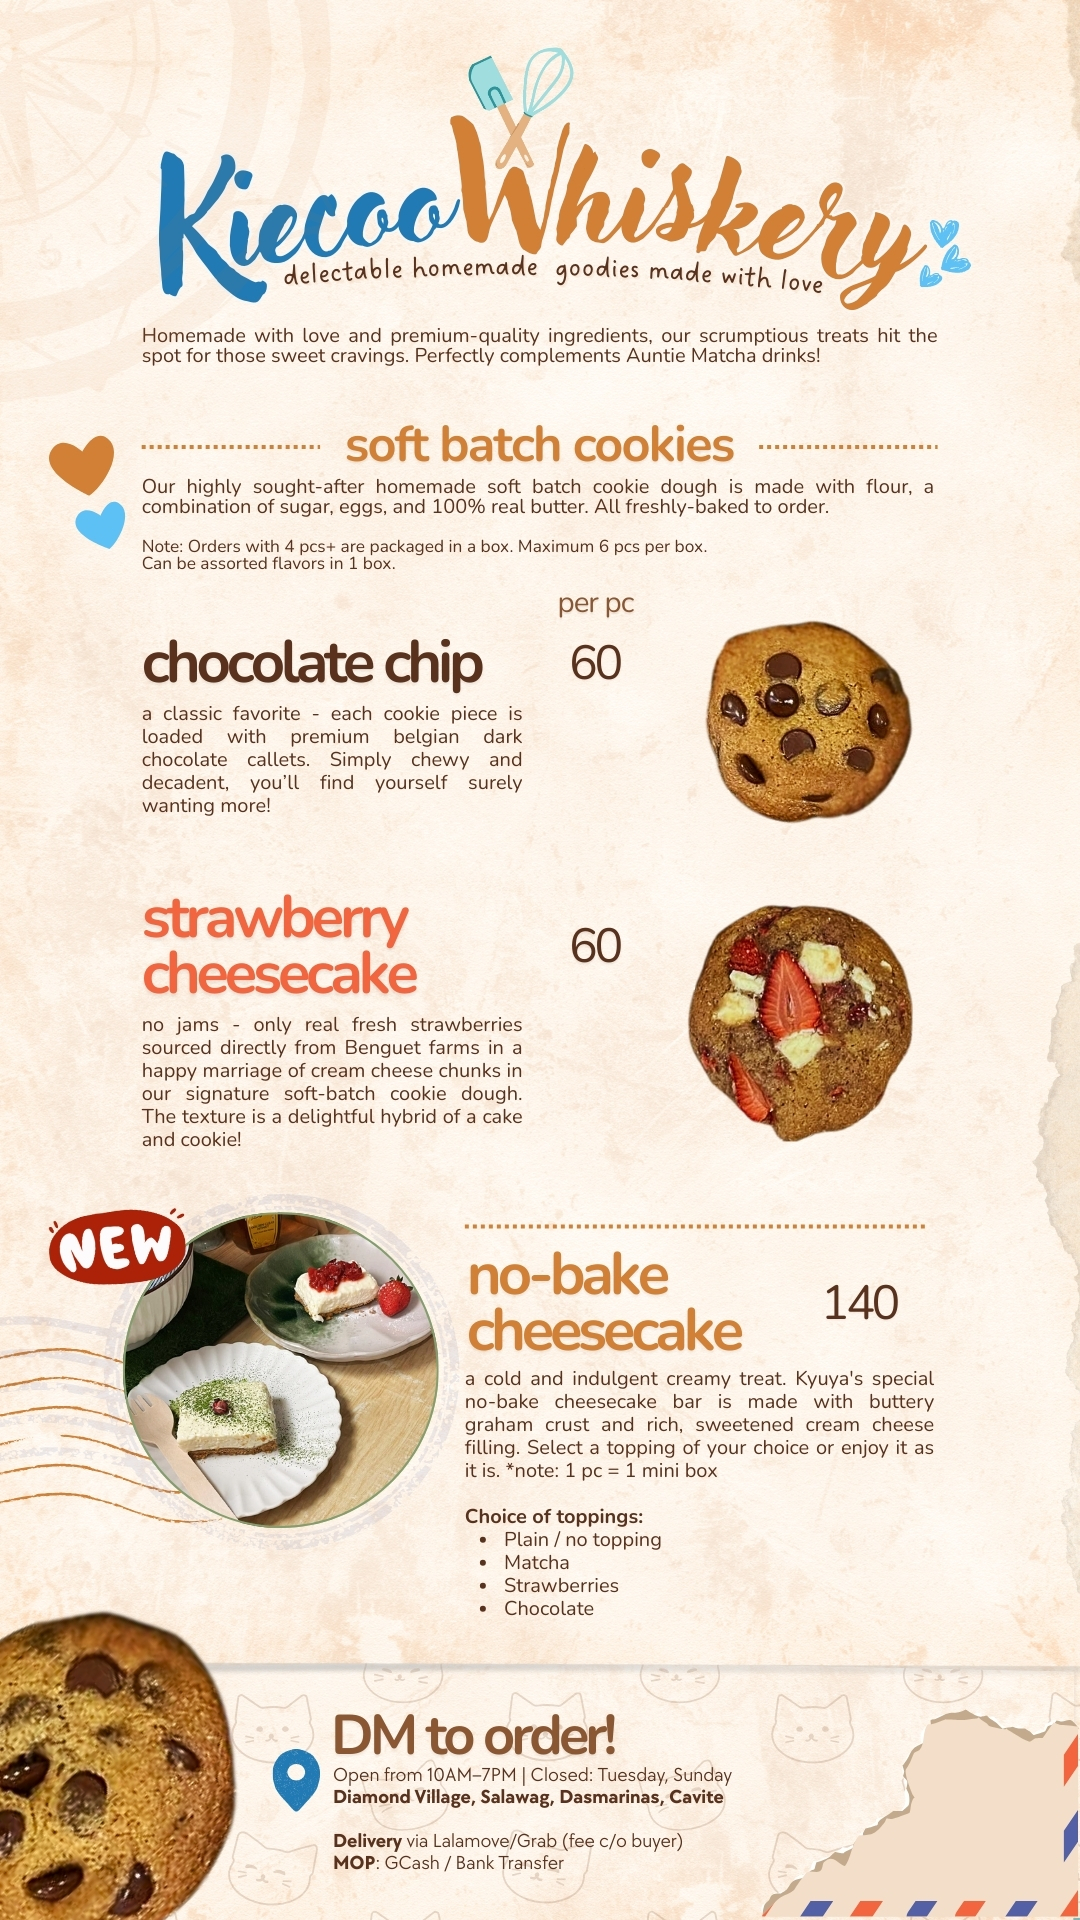 Kiecoo Whiskery
delectable homemade goodies made with love
Homemade with love and premium-quality ingredients, our scrumptious treats hit the
spot for those sweet cravings. Perfectly complements Auntie Matcha drinks!
soft batch cookies
Our highly sought-after homemade soft batch cookie dough is made with flour, a
combination of sugar, eggs, and 100% real butter. All freshly-baked to order.
Note: Orders with 4 pcs+ are packaged in a box. Maximum 6 pcs per box.
Can be assorted flavors in 1 box.
per pc
chocolate chip 60
a classic favorite - each cookie piece is
loaded with premium belgian dark
chocolate callets. Simply chewy and
decadent, you'll find yourself surely
wanting more!
strawberry
cheesecake
60
no jams - only real fresh strawberries
sourced directly from Benguet farms in a
happy marriage of cream cheese chunks in
our signature soft-batch cookie dough.
The texture is a delightful hybrid of a cake
and cookie!
NEW
no-bake
cheesecake
140
a cold and indulgent creamy treat. Kyuya's special
no-bake cheesecake bar is made with buttery
graham crust and rich, sweetened cream cheese
filling. Select a topping of your choice or enjoy it as
it is. *note: 1 pc = 1 mini box
Choice of toppings:
• Plain / no topping
• Matcha
• Strawberries
• Chocolate
DM to order!
Open from 10AM–7PM | Closed: Tuesday, Sunday
Diamond Village, Salawag, Dasmarinas, Cavite
Delivery via Lalamove/Grab (fee c/o buyer)
MOP: GCash / Bank Transfer